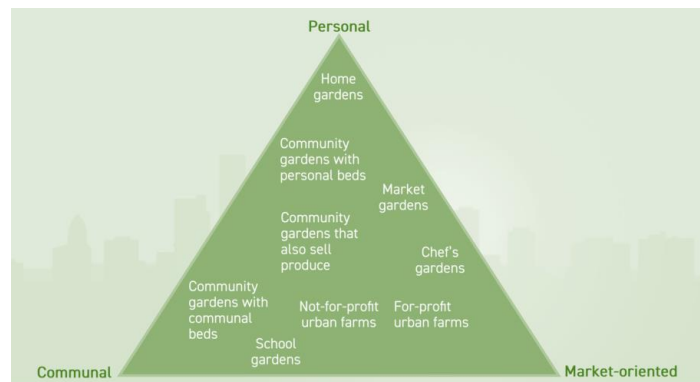 Personal
Home
gardens
Community
gardens with
personal beds
Market
gardens
Community
gardens that
also sell
produce
Chef's
gardens
Community
gardens with
communal
beds
Not-for-profit
urban farms
For-profit
urban farms
School
gardens
Communal
Market-oriented